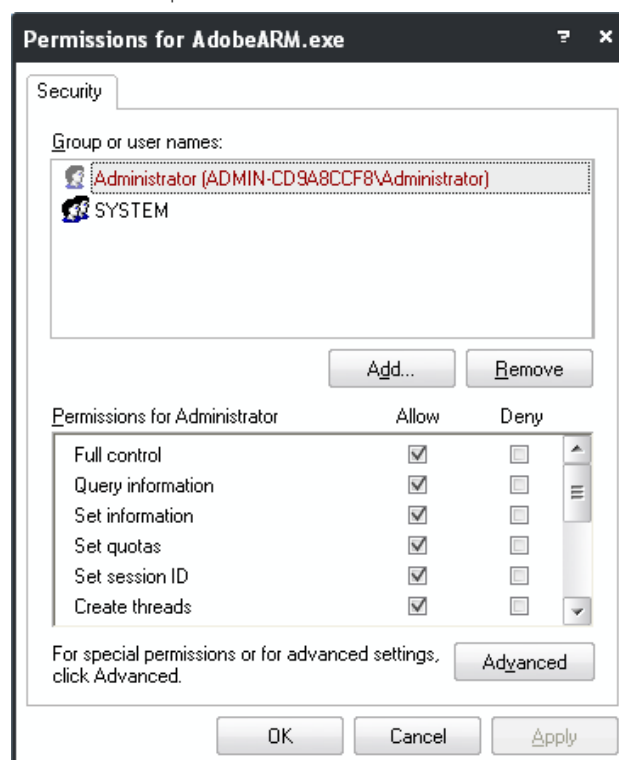 Permissions for AdobeARM.exe
Security
Group or user names:
Administrator (ADMIN-CD9A8CCF8\Administrator)
SYSTEM
Add... Remove
Permissions for Administrator Allow Deny
Full control
Query information
Set information
Set quotas
Set session ID
Create threads
For special permissions or for advanced settings,
click Advanced.
Advanced
OK Cancel Apply